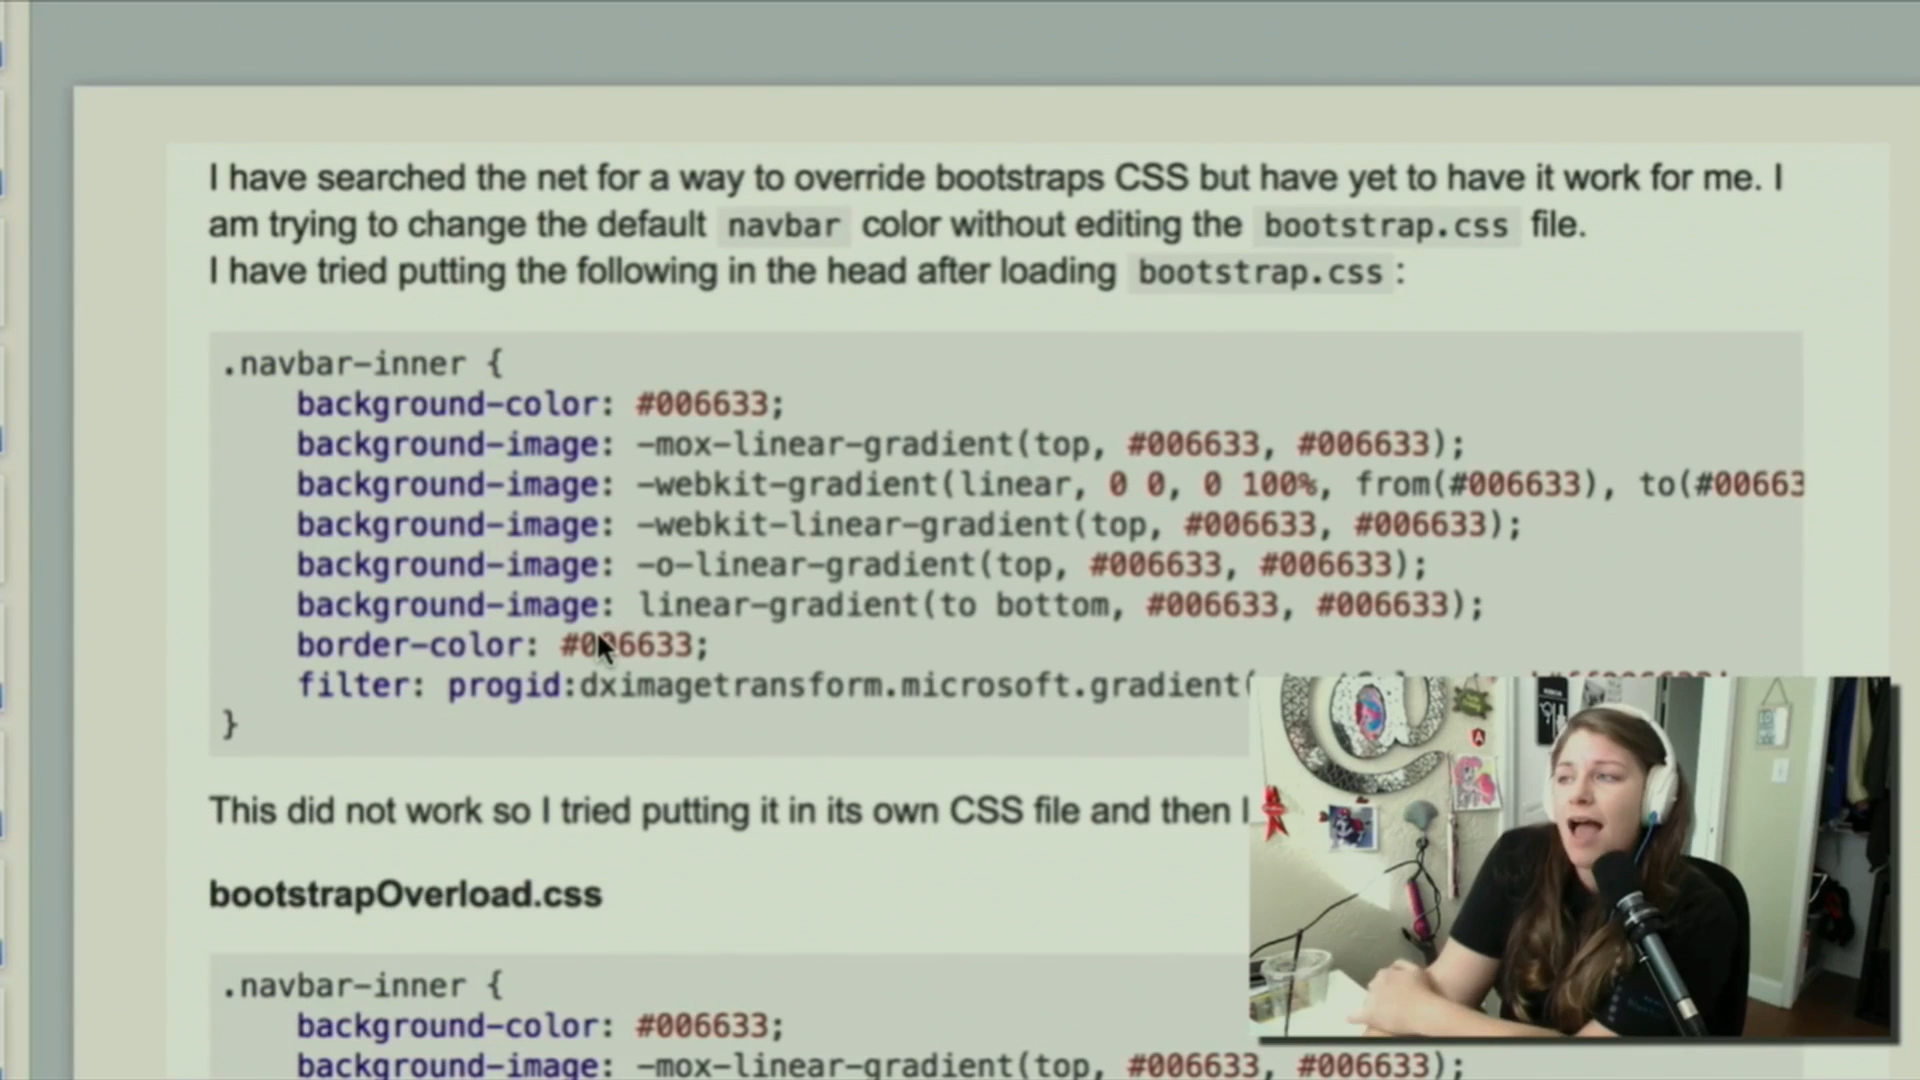 I have searched the net for a way to override bootstraps CSS but have yet to have it work for me. I
am trying to change the default navbar color without editing the bootstrap.css file.
I have tried putting the following in the head after loading bootstrap.css:
.navbar-inner {
background-color: #006633;
background-image: -mox-linear-gradient(top, #006633, #006633);
background-image: -webkit-gradient(linear, 0 0, 0 100%, from(#006633), to(#00663
background-image: -webkit-linear-gradient(top, #006633, #006633);
background-image: -o-linear-gradient(top, #006633, #006633);
background-image: linear-gradient(to bottom, #006633, #006633);
border-color: #006633;
filter: progid:dximagetransform.microsoft.gradient(
}
This did not work so I tried putting it in its own CSS file and then l
bootstrapOverload.css
.navbar-inner {
background-color: #006633;
background-image: -mox-linear-gradient(top, #006633, #006633);